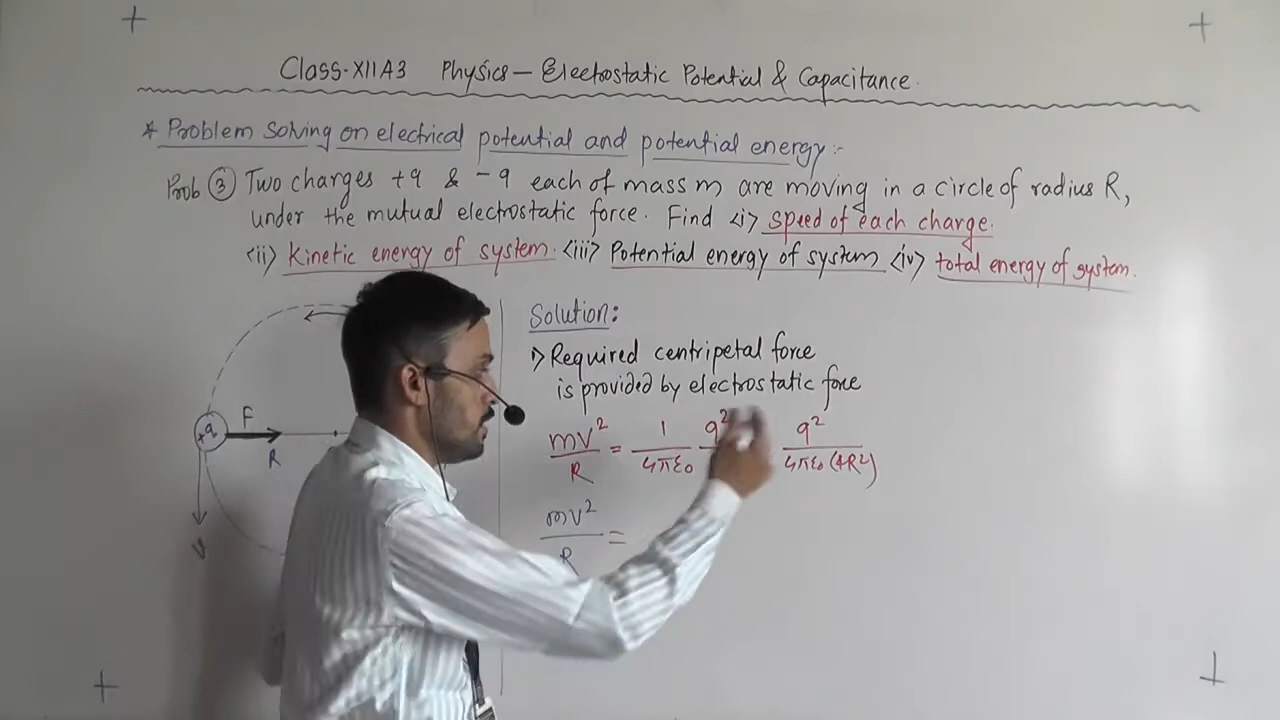 Class-XII A3 Physics - Electrostatic Potential & Capacitance.
* Problem solving on electrical potential and potential energy :-
Prob ③ Two charges +q & -q each of mass m are moving in a circle of radius R,
under the mutual electrostatic force. Find <i> speed of each charge.
<ii> Kinetic energy of system. <iii> Potential energy of system <iv> total energy of system.
Solution:
i> Required centripetal force
is provided by electrostatic force
mv²/R = 1/4πε₀ q² q²/4πε₀(4R²)
mv²/R =
+q F
R
v